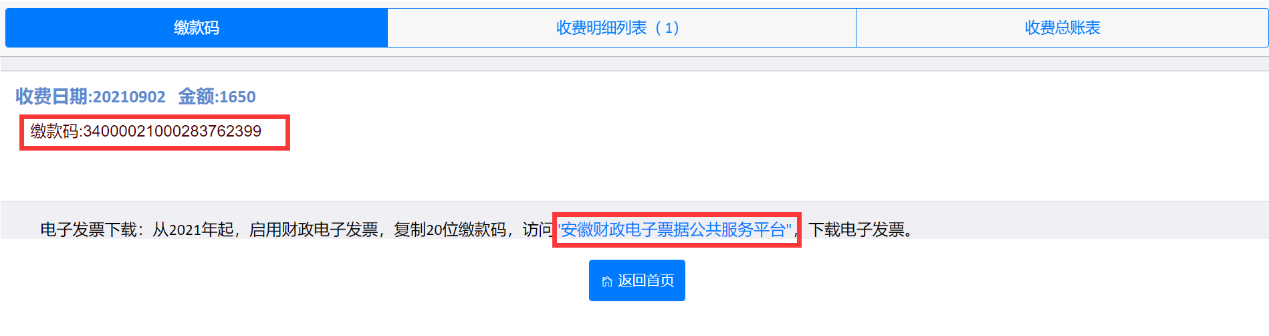 缴款码
收费明细列表（1）
收费总账表
收费日期:20210902 金额:1650
缴款码:34000021000283762399
电子发票下载：从2021年起，启用财政电子发票，复制20位缴款码，访问"安徽财政电子票据公共服务平台"，下载电子发票。
返回首页